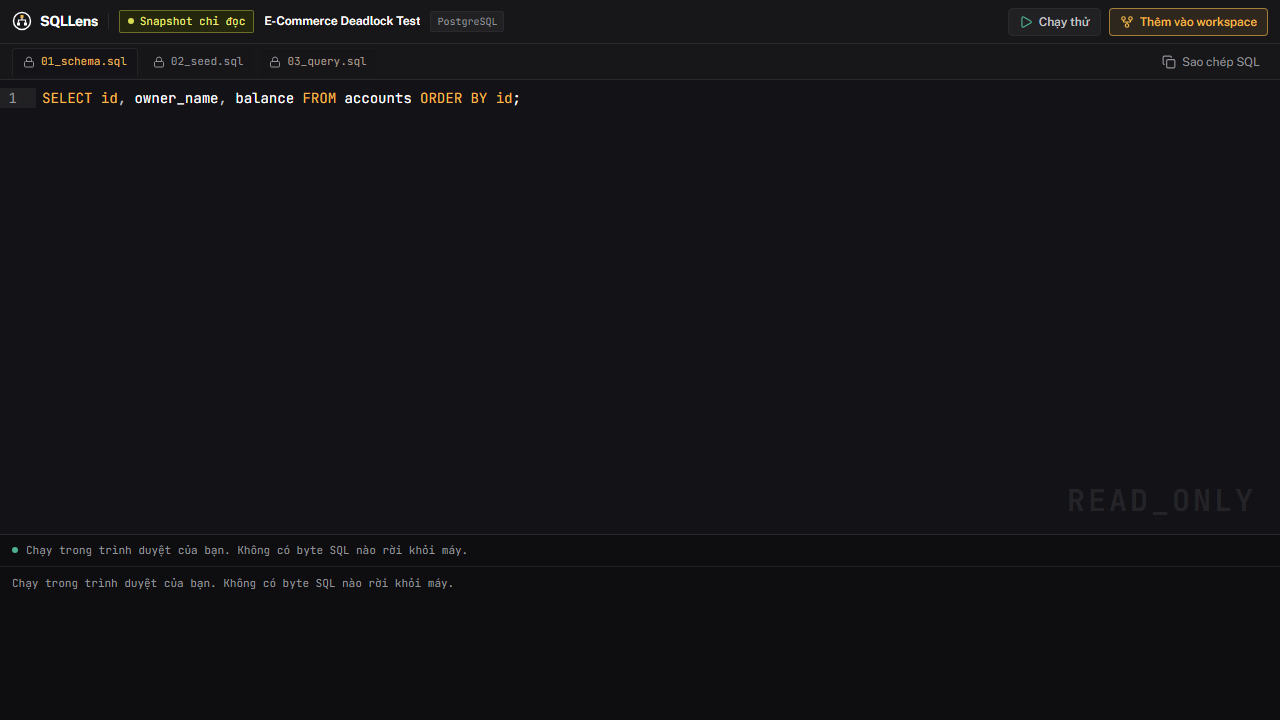 SQLLens
Snapshot chỉ đọc
E-Commerce Deadlock Test
PostgreSQL
Chạy thử
Thêm vào workspace
01_schema.sql
02_seed.sql
03_query.sql
Sao chép SQL
1 SELECT id, owner_name, balance FROM accounts ORDER BY id;
READ_ONLY
Chạy trong trình duyệt của bạn. Không có byte SQL nào rời khỏi máy.
Chạy trong trình duyệt của bạn. Không có byte SQL nào rời khỏi máy.